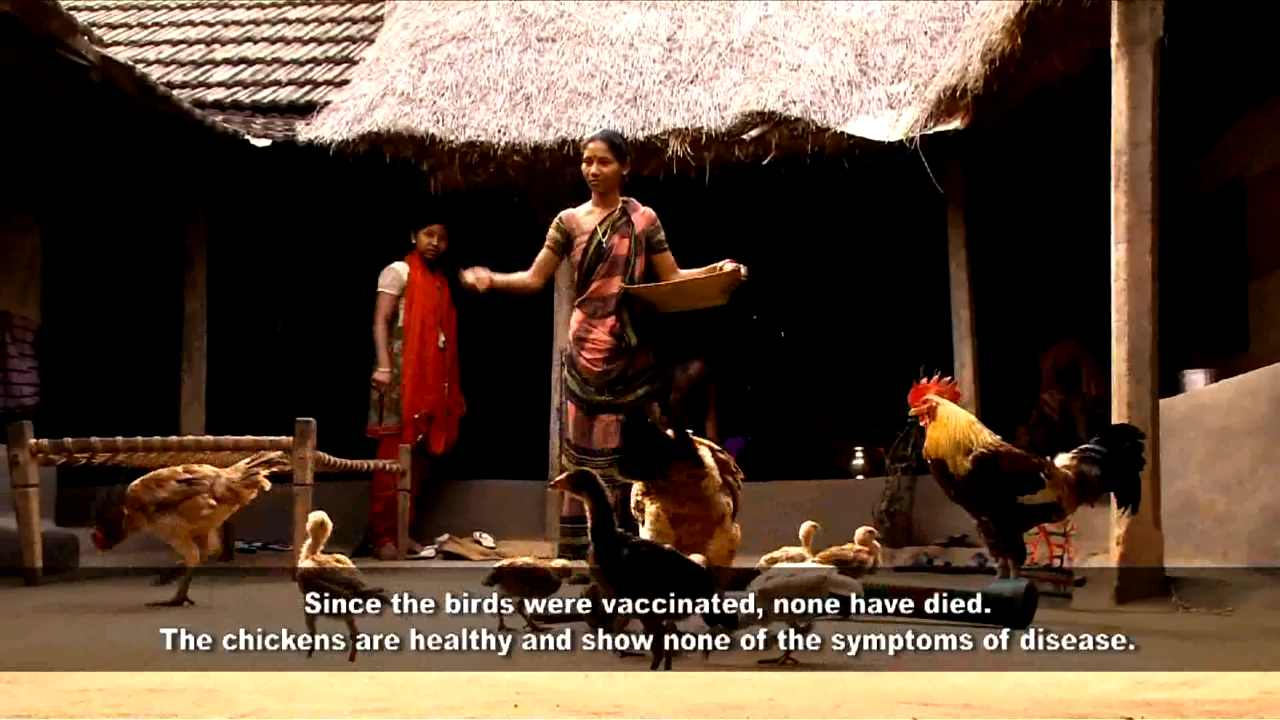 Since the birds were vaccinated, none have died.
The chickens are healthy and show none of the symptoms of disease.